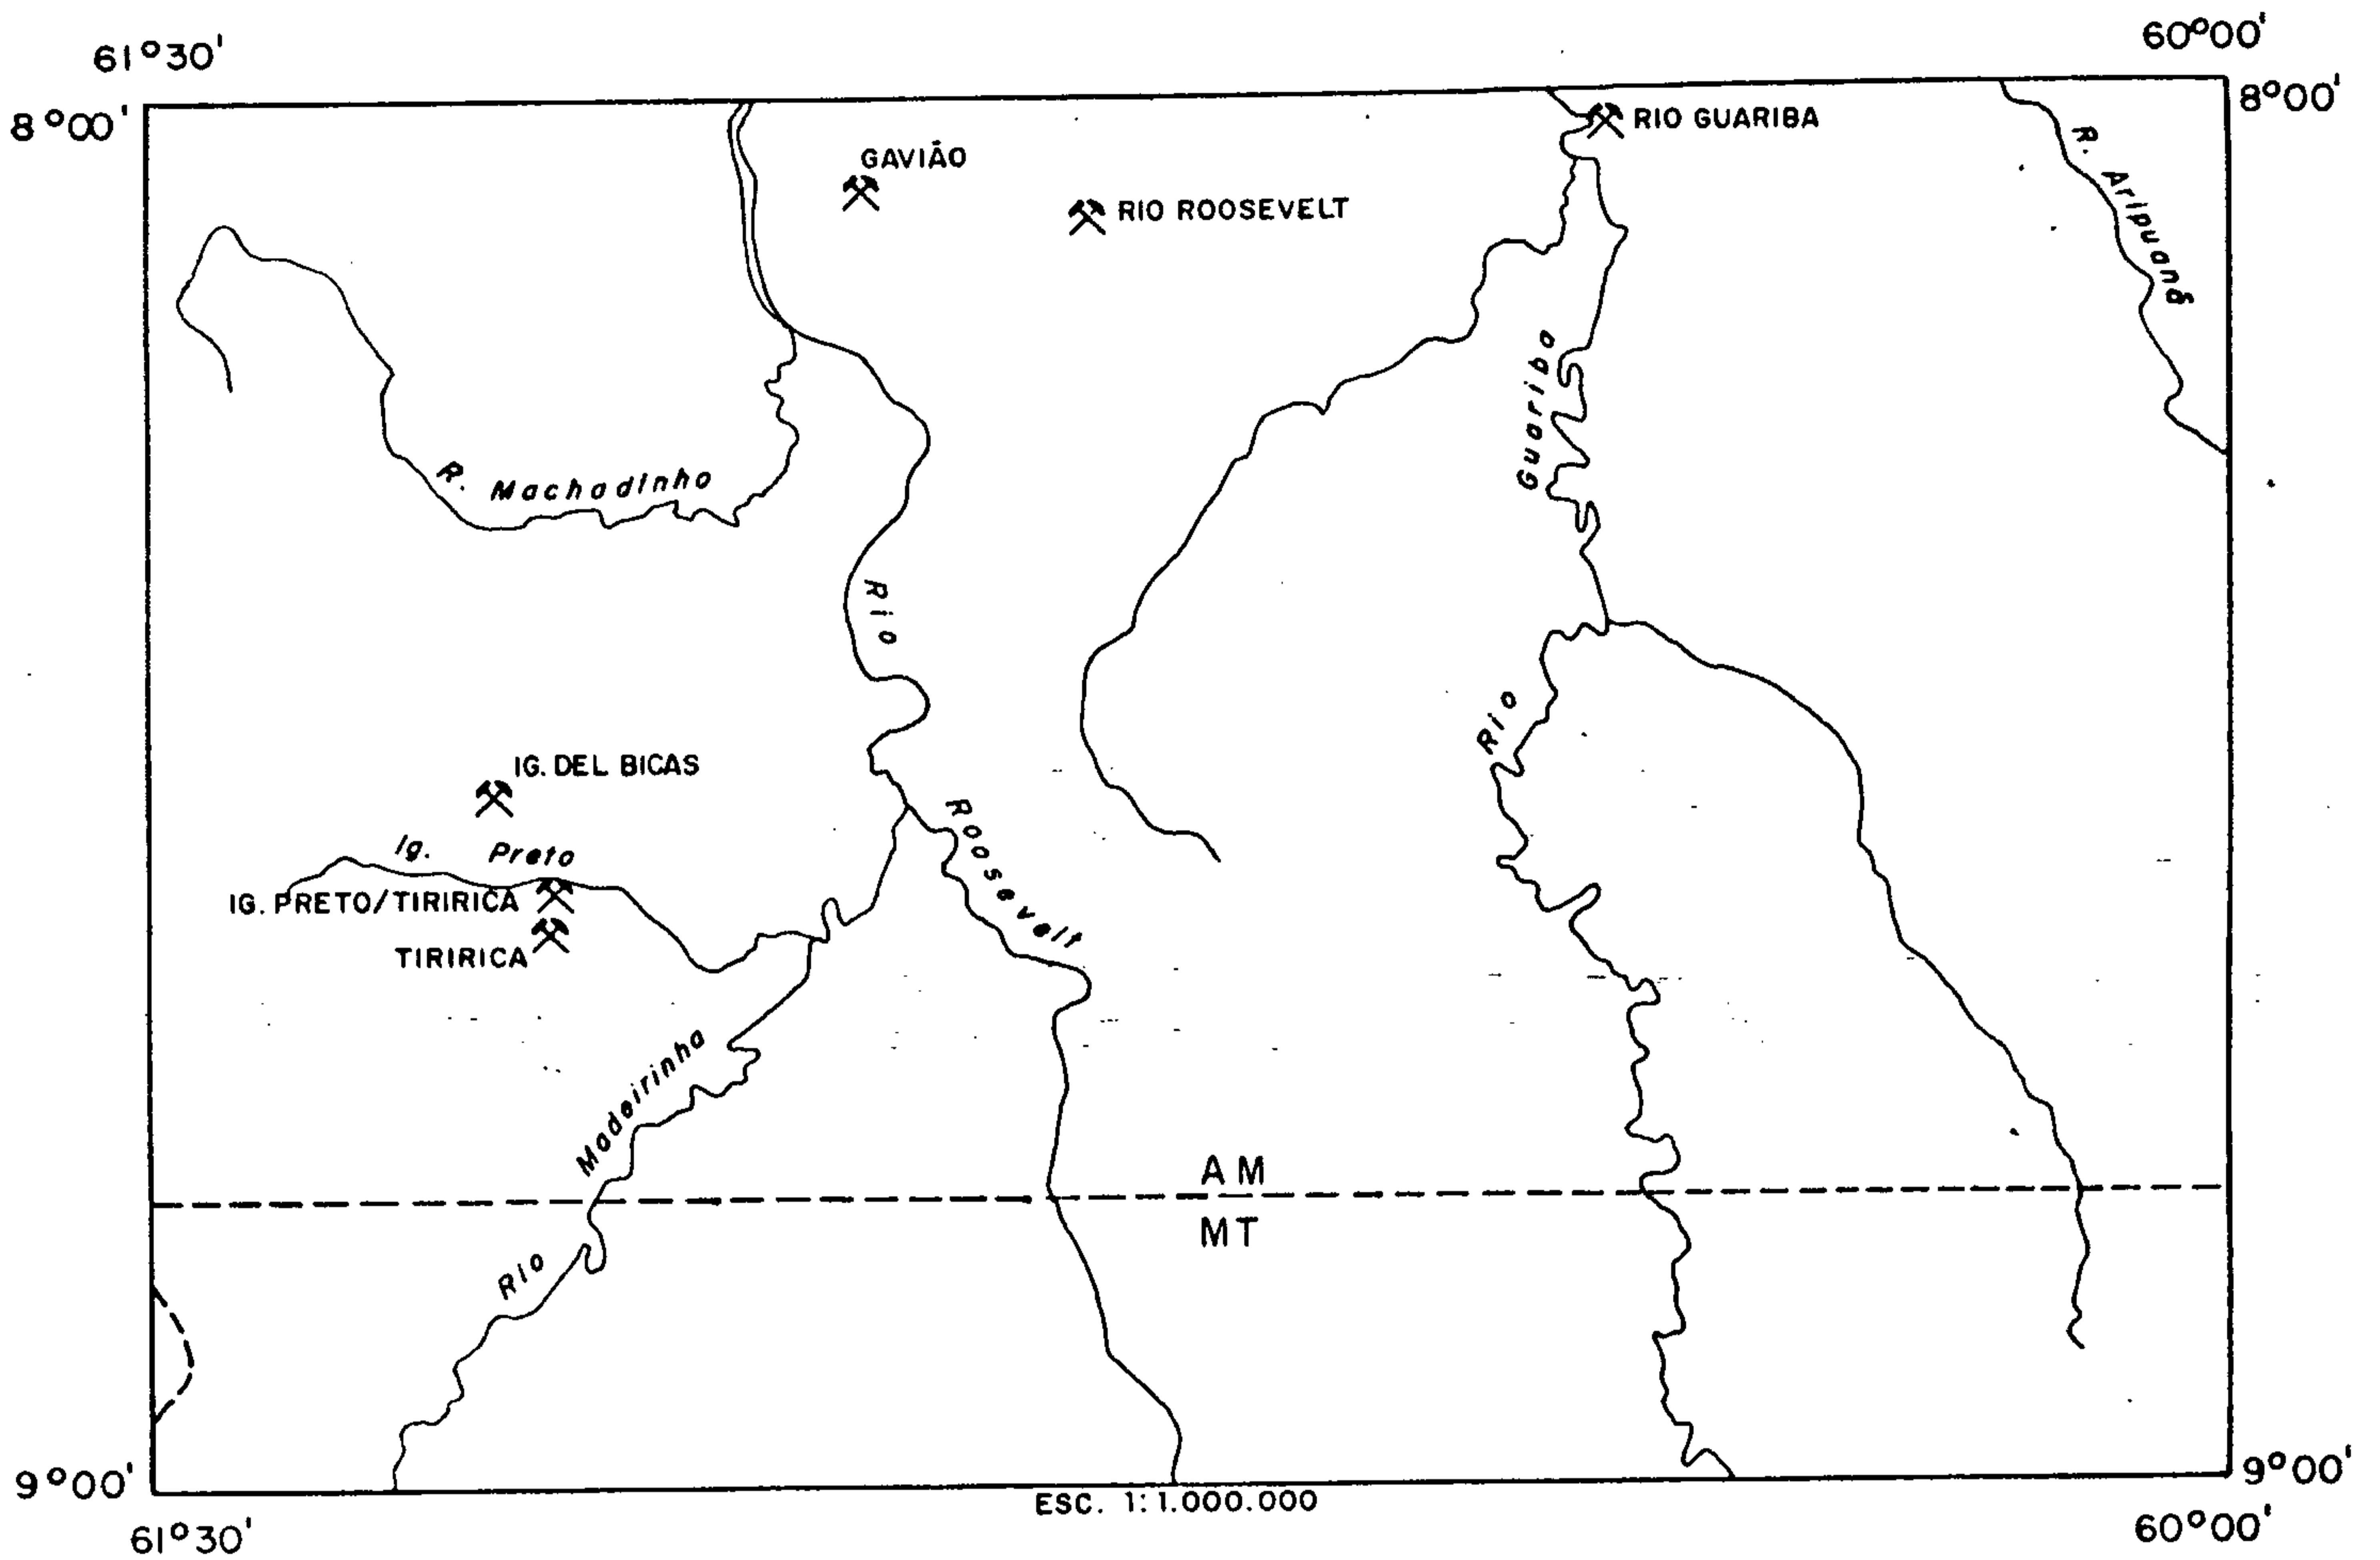 61°30'
60°00'
8°00'
8°00'
RIO GUARIBA
GAVIÃO
RIO ROOSEVELT
R. Aripuanã
Guariba
R. Machadinho
Rio
Rio
IG. DEL BICAS
Roosevelt
Ig. Preto
IG. PRETO/TIRIRICA
TIRIRICA
Madeirinha
AM
MT
Rio
9°00'
9°00'
ESC. 1:1.000.000
61°30'
60°00'